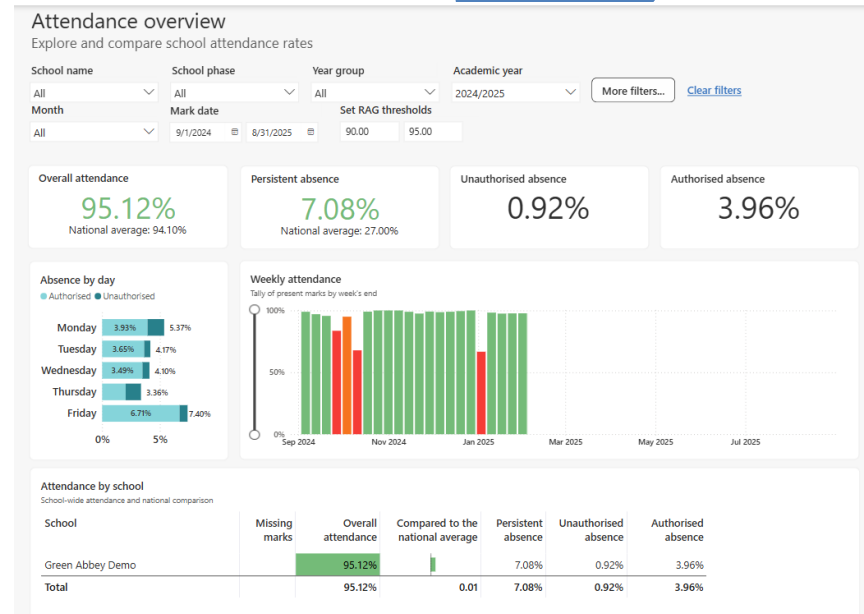 Attendance overview
Explore and compare school attendance rates
School name School phase Year group Academic year
All All All 2024/2025 More filters... Clear filters
Month Mark date Set RAG thresholds
All 9/1/2024 8/31/2025 90.00 95.00
Overall attendance Persistent absence Unauthorised absence Authorised absence
95.12% 7.08% 0.92% 3.96%
National average: 94.10% National average: 27.00%
Absence by day
Authorised Unauthorised
Monday 3.93% 5.37%
Tuesday 3.65% 4.17%
Wednesday 3.49% 4.10%
Thursday 3.36%
Friday 6.71% 7.40%
0% 5%
Weekly attendance
Tally of present marks by week's end
100%
50%
0%
Sep 2024 Nov 2024 Jan 2025 Mar 2025 May 2025 Jul 2025
Attendance by school
School-wide attendance and national comparison
School Missing marks Overall attendance Compared to the national average Persistent absence Unauthorised absence Authorised absence
Green Abbey Demo 95.12% 7.08% 0.92% 3.96%
Total 95.12% 0.01 7.08% 0.92% 3.96%